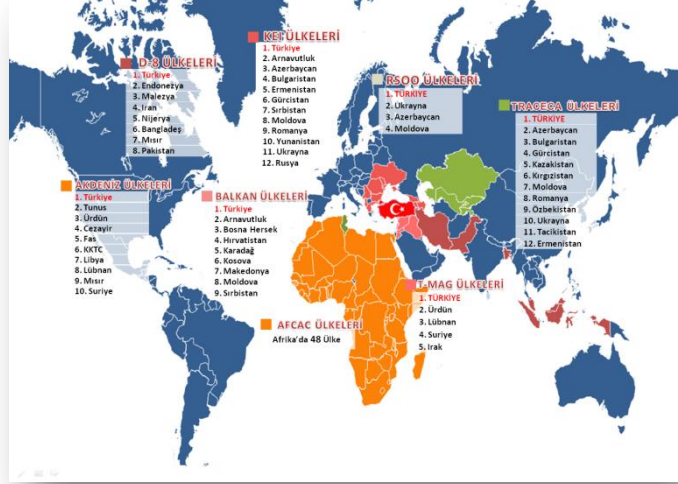 D-8 ÜLKELERİ
1. Türkiye
2. Endonezya
3. Malezya
4. İran
5. Nijerya
6. Bangladeş
7. Mısır
8. Pakistan
KEİ ÜLKELERİ
1. Türkiye
2. Arnavutluk
3. Azerbaycan
4. Bulgaristan
5. Ermenistan
6. Gürcistan
7. Sırbistan
8. Moldova
9. Romanya
10. Yunanistan
11. Ukrayna
12. Rusya
RSOO ÜLKELERİ
1. TÜRKİYE
2. Ukrayna
3. Azerbaycan
4. Moldova
TRACECA ÜLKELERİ
1. TÜRKİYE
2. Azerbaycan
3. Bulgaristan
4. Gürcistan
5. Kazakistan
6. Kırgızistan
7. Moldova
8. Romanya
9. Özbekistan
10. Ukrayna
11. Tacikistan
12. Ermenistan
AKDENİZ ÜLKELERİ
1. Türkiye
2. Tunus
3. Ürdün
4. Cezayir
5. Fas
6. KKTC
7. Libya
8. Lübnan
9. Mısır
10. Suriye
BALKAN ÜLKELERİ
1. Türkiye
2. Arnavutluk
3. Bosna Hersek
4. Hırvatistan
5. Karadağ
6. Kosova
7. Makedonya
8. Moldova
9. Sırbistan
T-MAG ÜLKELERİ
1. TÜRKİYE
2. Ürdün
3. Lübnan
4. Suriye
5. Irak
AFCAC ÜLKELERİ
Afrika'da 48 Ülke